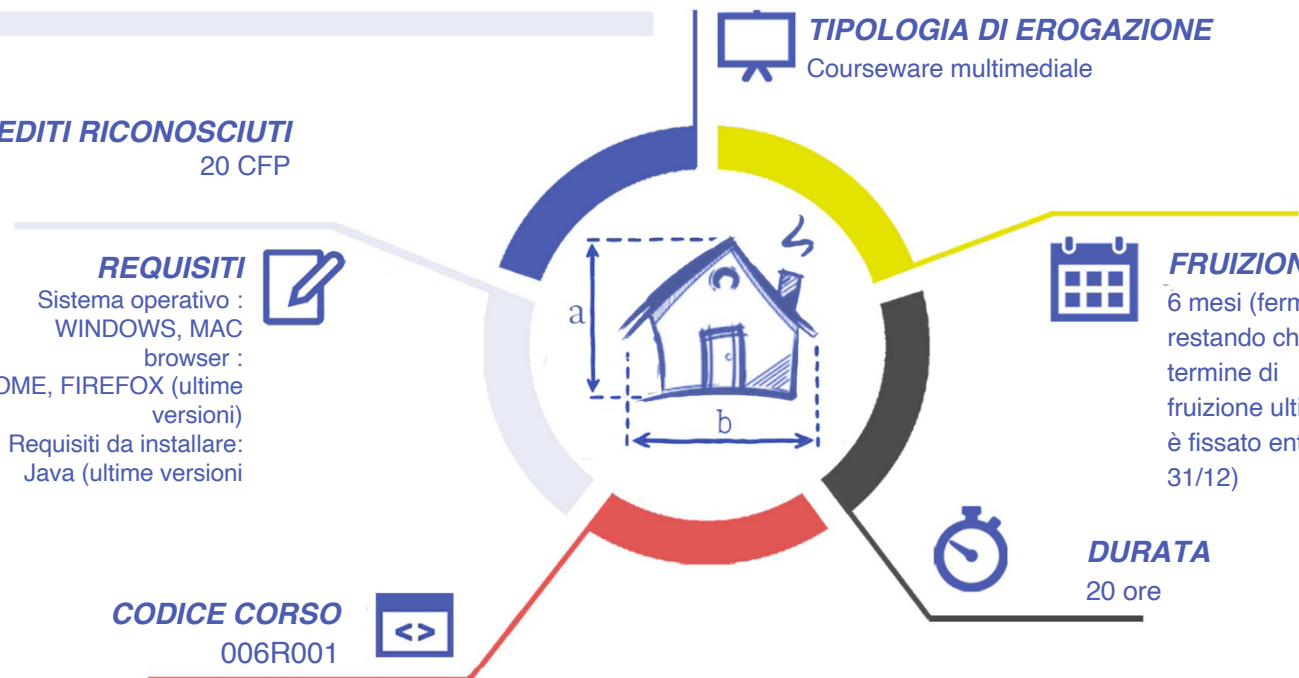 TIPOLOGIA DI EROGAZIONE
Courseware multimediale
EDITI RICONOSCIUTI
20 CFP
REQUISITI
Sistema operativo :
WINDOWS, MAC
browser :
OME, FIREFOX (ultime
versioni)
Requisiti da installare:
Java (ultime versioni
a
b
FRUIZION
6 mesi (ferm
restando ch
termine di
fruizione ulti
è fissato ent
31/12)
DURATA
20 ore
CODICE CORSO
<>
006R001